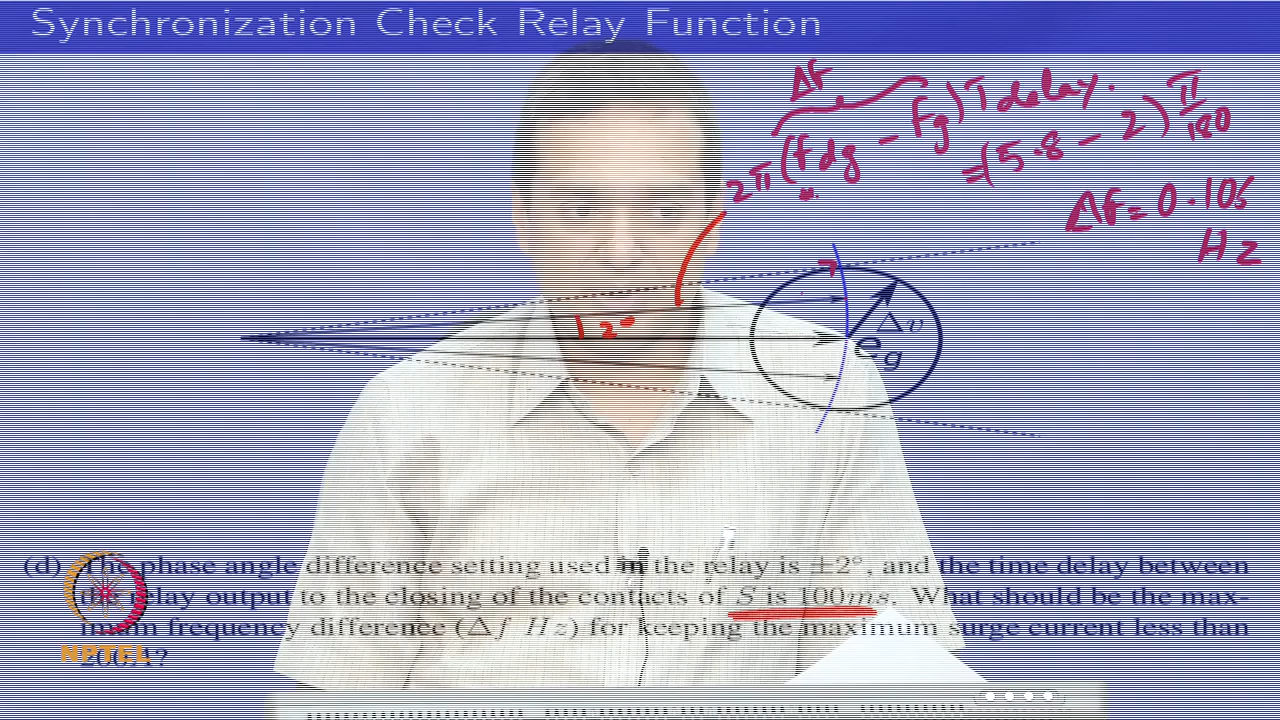 Synchronization Check Relay Function
Δf
2π(fdg - fg)Tdelay.
=(5.8 - 2)π/180
Δf = 0.105
Hz
2°
Δv
eg
(d) The phase angle difference setting used in the relay is ±2°, and the time delay between
the relay output to the closing of the contacts of S is 100ms. What should be the max-
imum frequency difference (Δf Hz) for keeping the maximum surge current less than
200A?
NPTEL